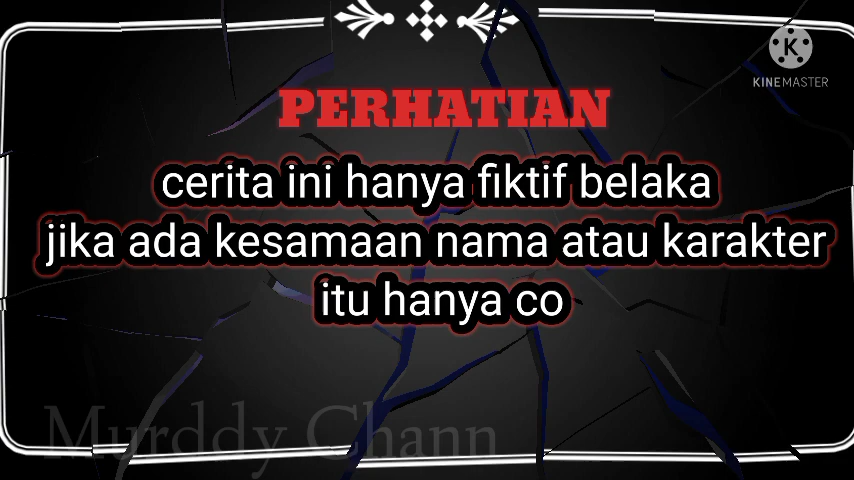 KINEMASTER
PERHATIAN
cerita ini hanya fiktif belaka
jika ada kesamaan nama atau karakter
itu hanya co
Murddy Chann